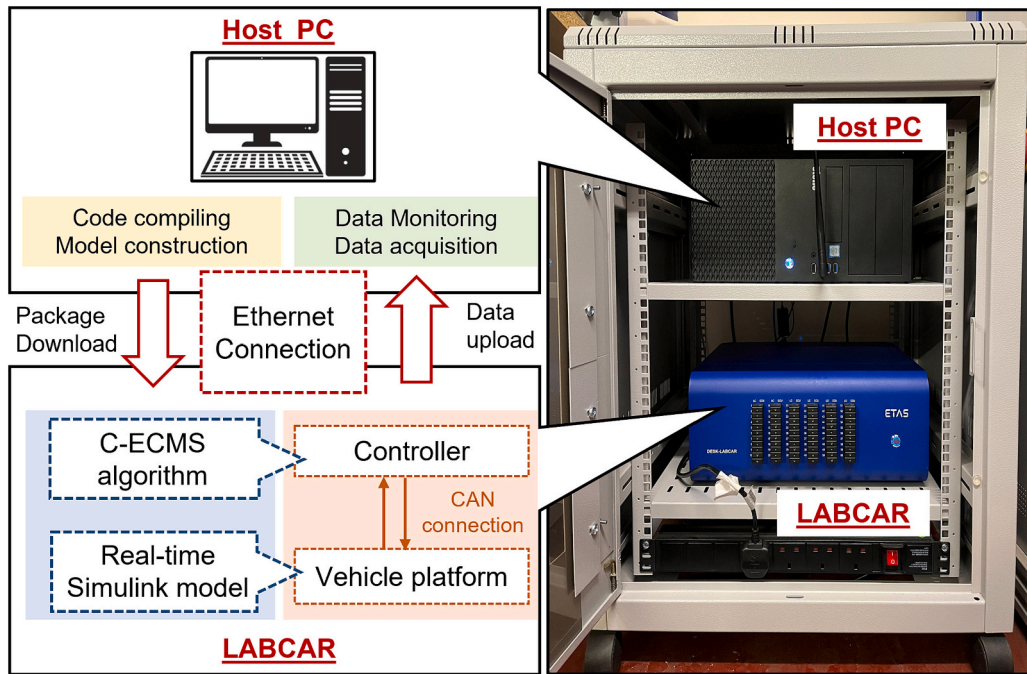 Host PC
Code compiling
Model construction
Data Monitoring
Data acquisition
Package
Download
Ethernet
Connection
Data
upload
C-ECMS
algorithm
Controller
CAN
connection
Real-time
Simulink model
Vehicle platform
LABCAR
Host PC
ETAS
DESK-LABCAR
LABCAR